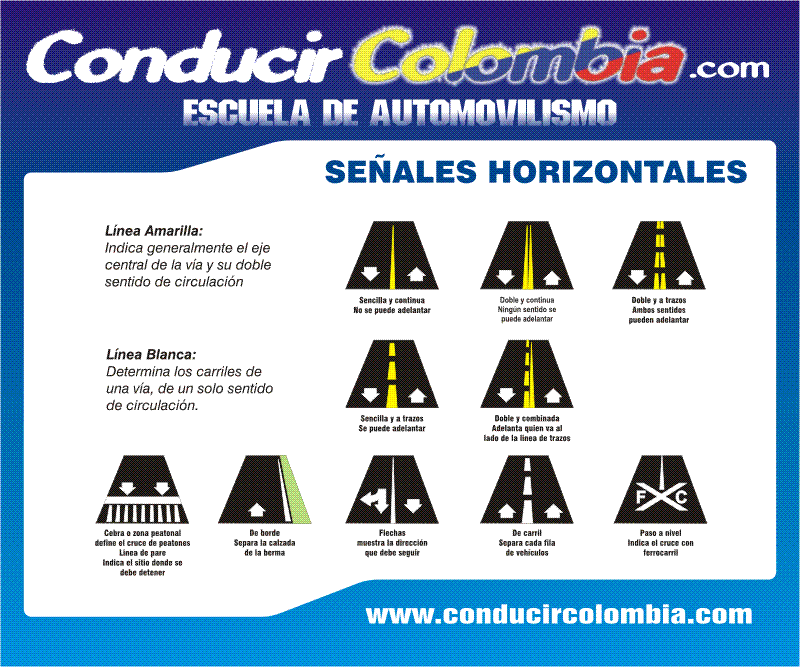 Conducir Colombia.com
ESCUELA DE AUTOMOVILISMO
SEÑALES HORIZONTALES
Línea Amarilla:
Indica generalmente el eje
central de la vía y su doble
sentido de circulación
Sencilla y continua
No se puede adelantar
Doble y continua
Ningún sentido se
puede adelantar
Doble y a trazos
Ambos sentidos
pueden adelantar
Línea Blanca:
Determina los carriles de
una vía, de un solo sentido
de circulación.
Sencilla y a trazos
Se puede adelantar
Doble y combinada
Adelanta quien va al
lado de la linea de trazos
Cebra o zona peatonal
define el cruce de peatones
Linea de pare
Indica el sitio donde se
debe detener
De borde
Separa la calzada
de la berma
Flechas
muestra la dirección
que debe seguir
De carril
Separa cada fila
de vehículos
F C
Paso a nivel
Indica el cruce con
ferrocarril
www.conducircolombia.com